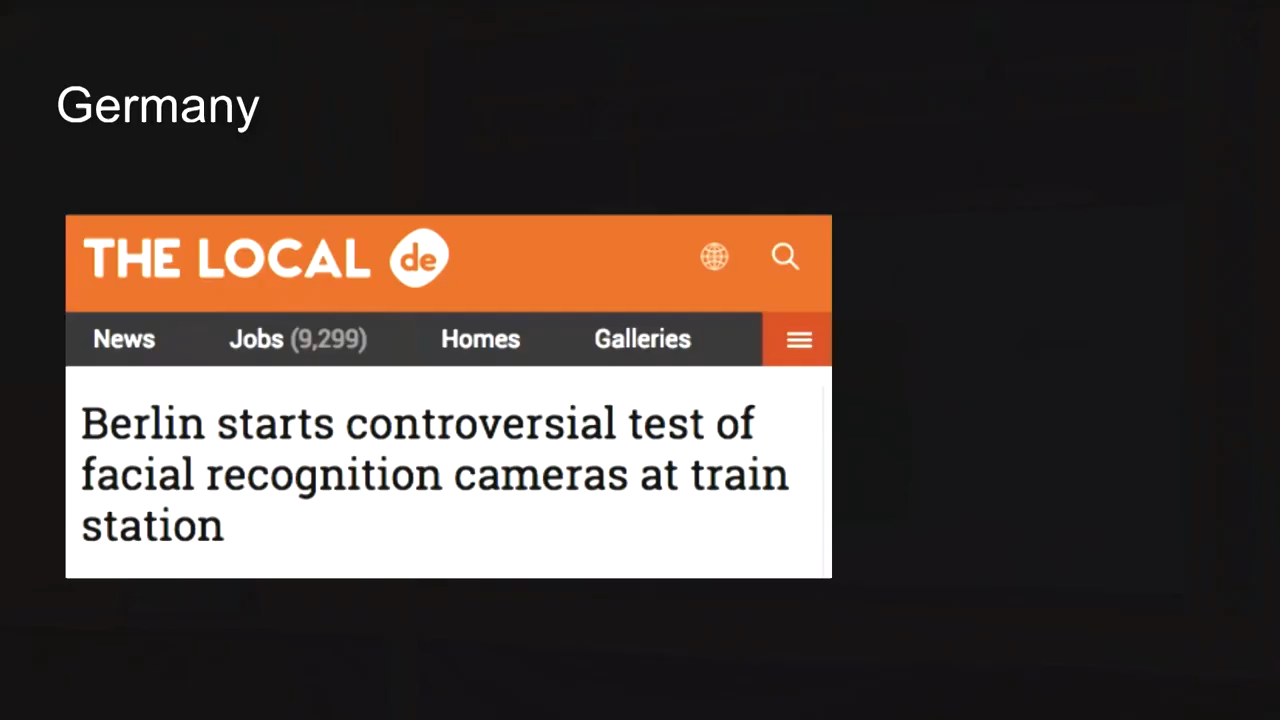 Germany
THE LOCAL de
News Jobs (9,299) Homes Galleries
Berlin starts controversial test of
facial recognition cameras at train
station